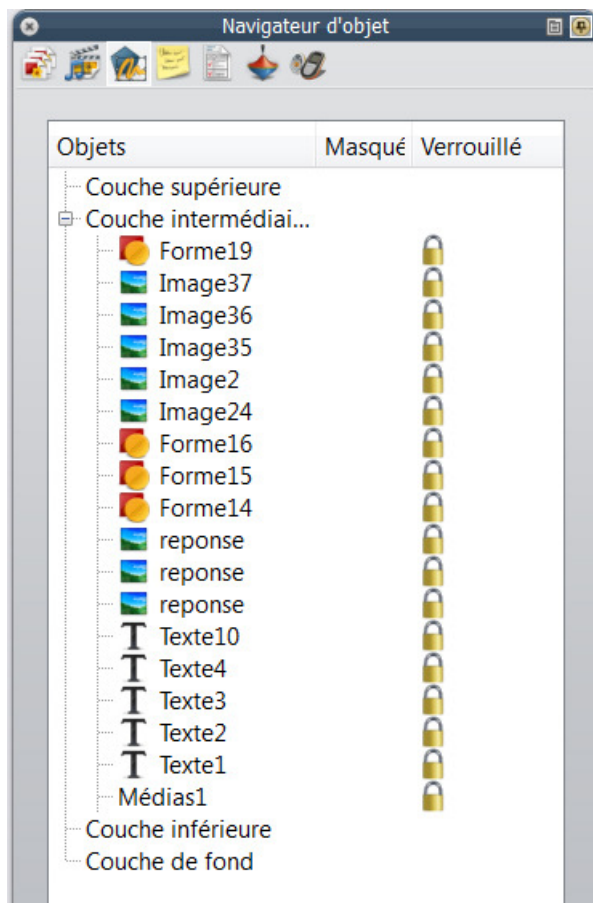 Navigateur d'objet
Objets Masqué Verrouillé
Couche supérieure
Couche intermédiai...
Forme19
Image37
Image36
Image35
Image2
Image24
Forme16
Forme15
Forme14
reponse
reponse
reponse
Texte10
Texte4
Texte3
Texte2
Texte1
Médias1
Couche inférieure
Couche de fond